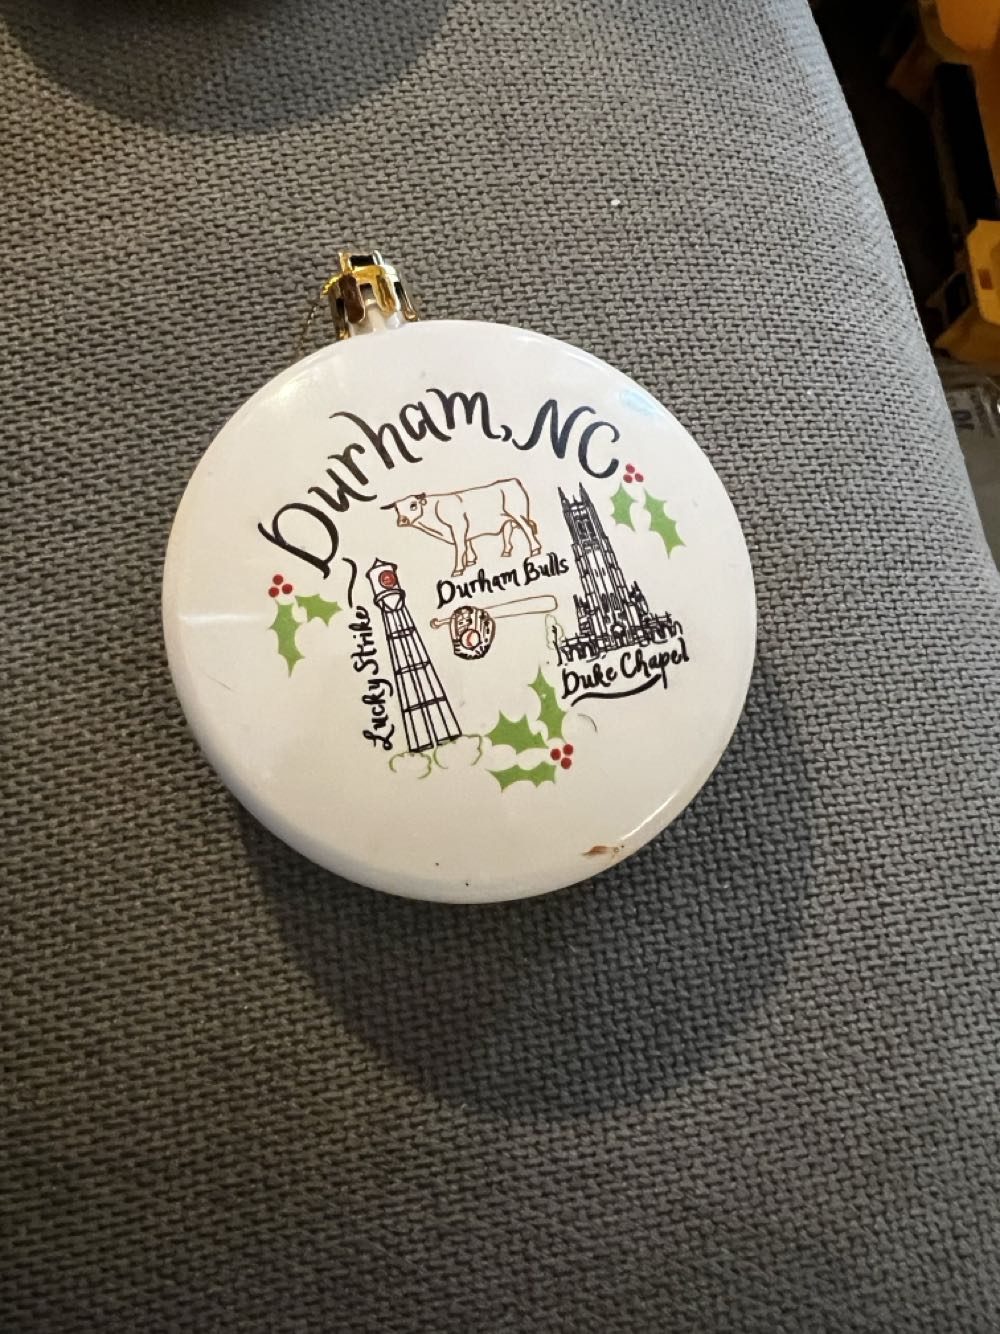 Durham, NC
Durham Bulls
Lucky Strike
Duke Chapel